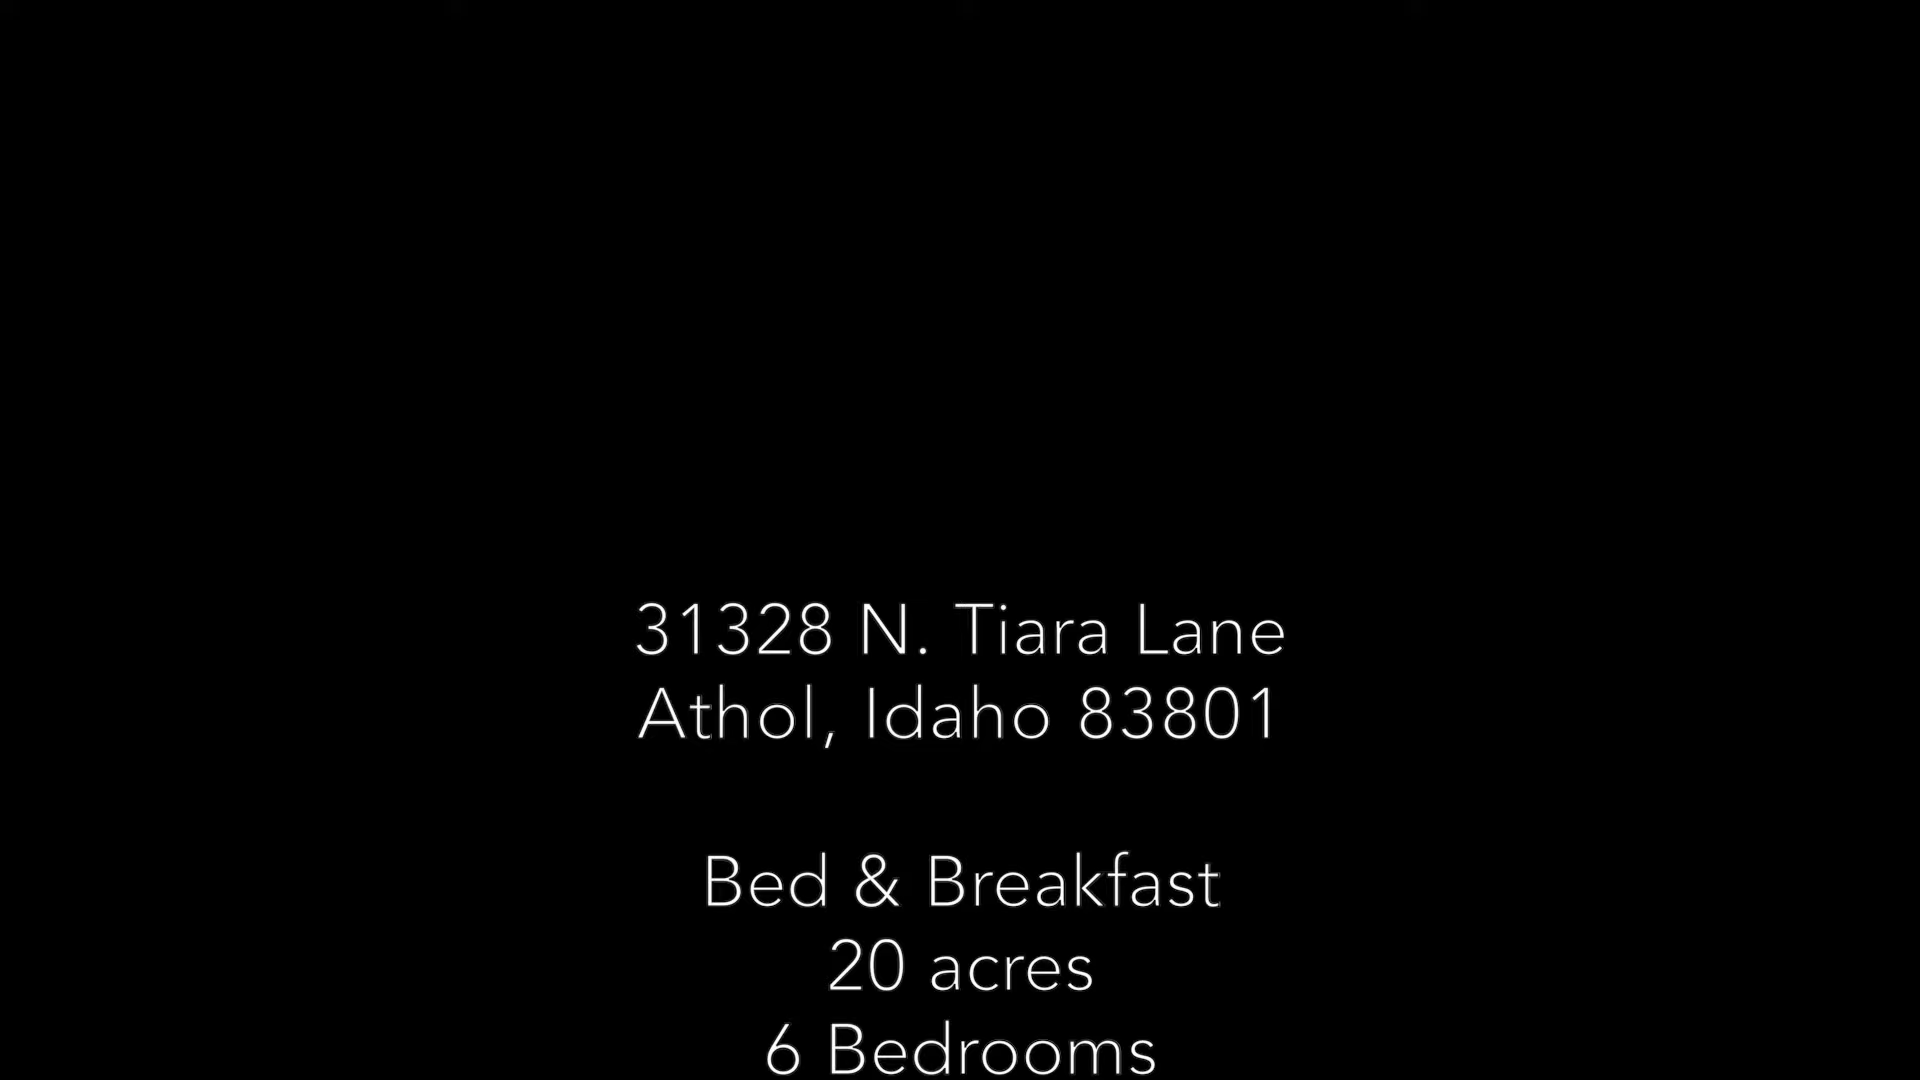 31328 N. Tiara Lane
Athol, Idaho 83801
Bed & Breakfast
20 acres
6 Bedrooms